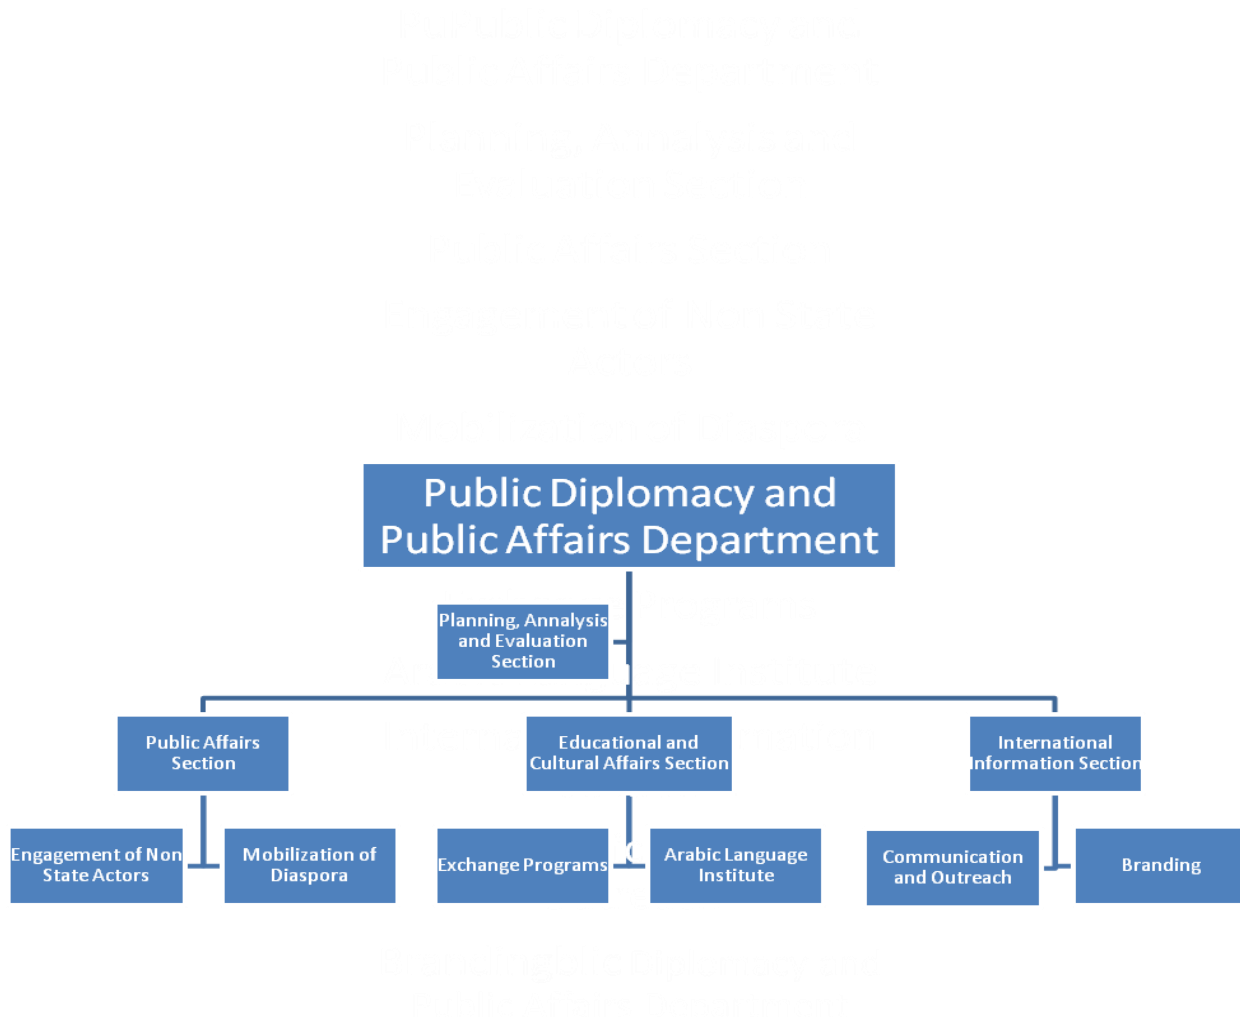 Public Diplomacy and
Public Affairs Department
Planning, Annalysis
and Evaluation
Section
Public Affairs
Section
Educational and
Cultural Affairs Section
International
Information Section
Engagement of Non
State Actors
Mobilization of
Diaspora
Exchange Programs
Arabic Language
Institute
Communication
and Outreach
Branding